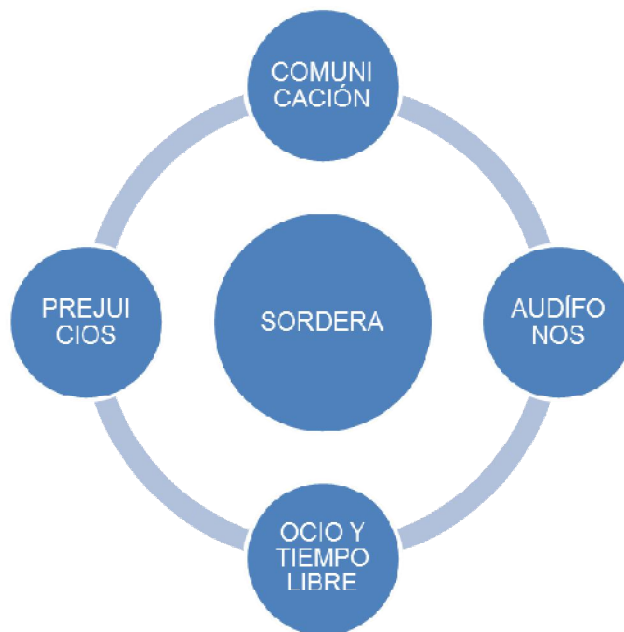 COMUNI
CACIÓN
PREJUI
CIOS
SORDERA
AUDÍFO
NOS
OCIO Y
TIEMPO
LIBRE